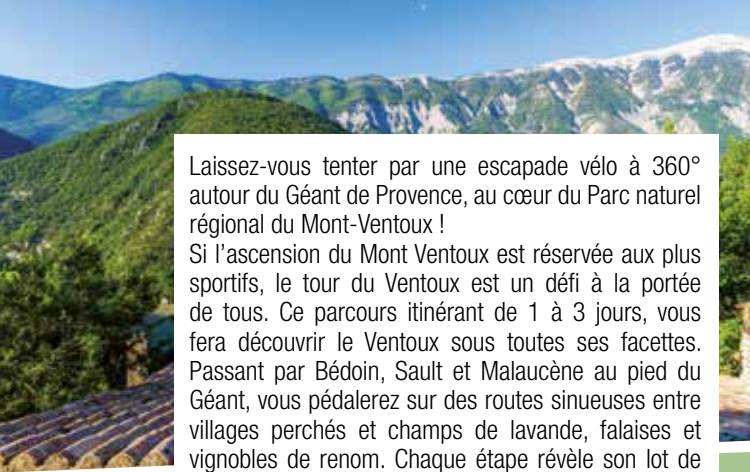 Laissez-vous tenter par une escapade vélo à 360°
autour du Géant de Provence, au cœur du Parc naturel
régional du Mont-Ventoux !
Si l’ascension du Mont Ventoux est réservée aux plus
sportifs, le tour du Ventoux est un défi à la portée
de tous. Ce parcours itinérant de 1 à 3 jours, vous
fera découvrir le Ventoux sous toutes ses facettes.
Passant par Bédoin, Sault et Malaucène au pied du
Géant, vous pédalerez sur des routes sinueuses entre
villages perchés et champs de lavande, falaises et
vignobles de renom. Chaque étape révèle son lot de